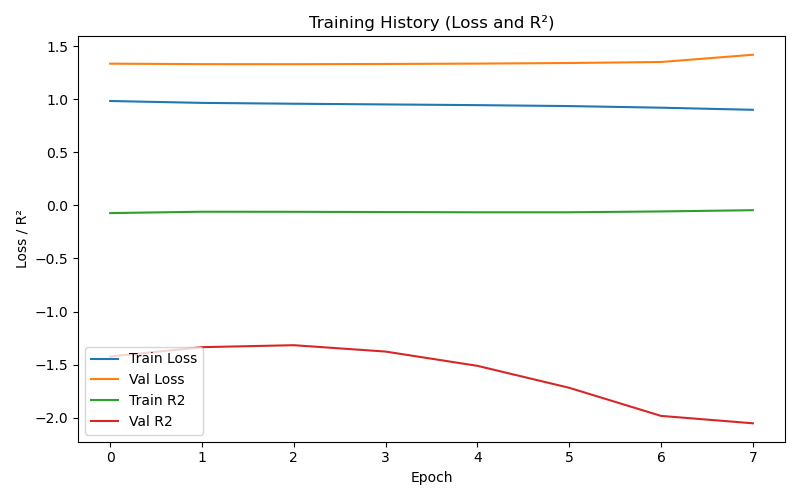 Training History (Loss and R²)
1.5
1.0
0.5
0.0
−0.5
−1.0
−1.5
−2.0
Loss / R²
Train Loss
Val Loss
Train R2
Val R2
0 1 2 3 4 5 6 7
Epoch